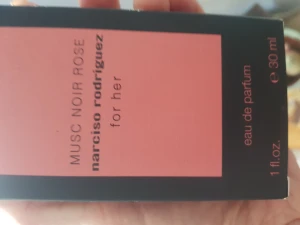 MUSC NOIR ROSE
narciso rodriguez
for her
eau de parfum
1 fl.oz. ℮ 30 ml